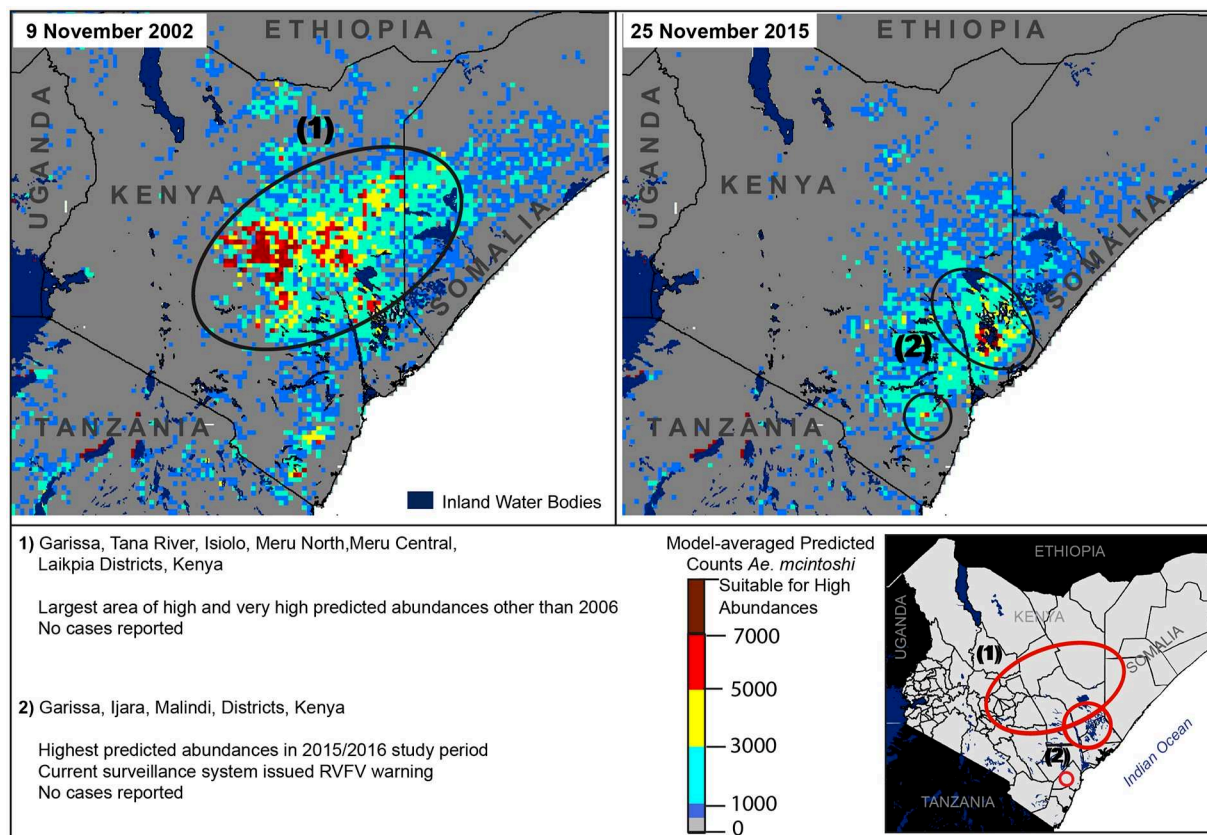 9 November 2002
ETHIOPIA
(1)
UGANDA
KENYA
SOMALIA
TANZANIA
Inland Water Bodies
25 November 2015
ETHIOPIA
UGANDA
KENYA
SOMALIA
(2)
TANZANIA
1) Garissa, Tana River, Isiolo, Meru North,Meru Central,
Laikpia Districts, Kenya
Largest area of high and very high predicted abundances other than 2006
No cases reported
2) Garissa, Ijara, Malindi, Districts, Kenya
Highest predicted abundances in 2015/2016 study period
Current surveillance system issued RVFV warning
No cases reported
Model-averaged Predicted
Counts Ae. mcintoshi
Suitable for High
Abundances
7000
5000
3000
1000
0
ETHIOPIA
UGANDA
KENYA
(1)
SOMALIA
(2)
Indian Ocean
TANZANIA